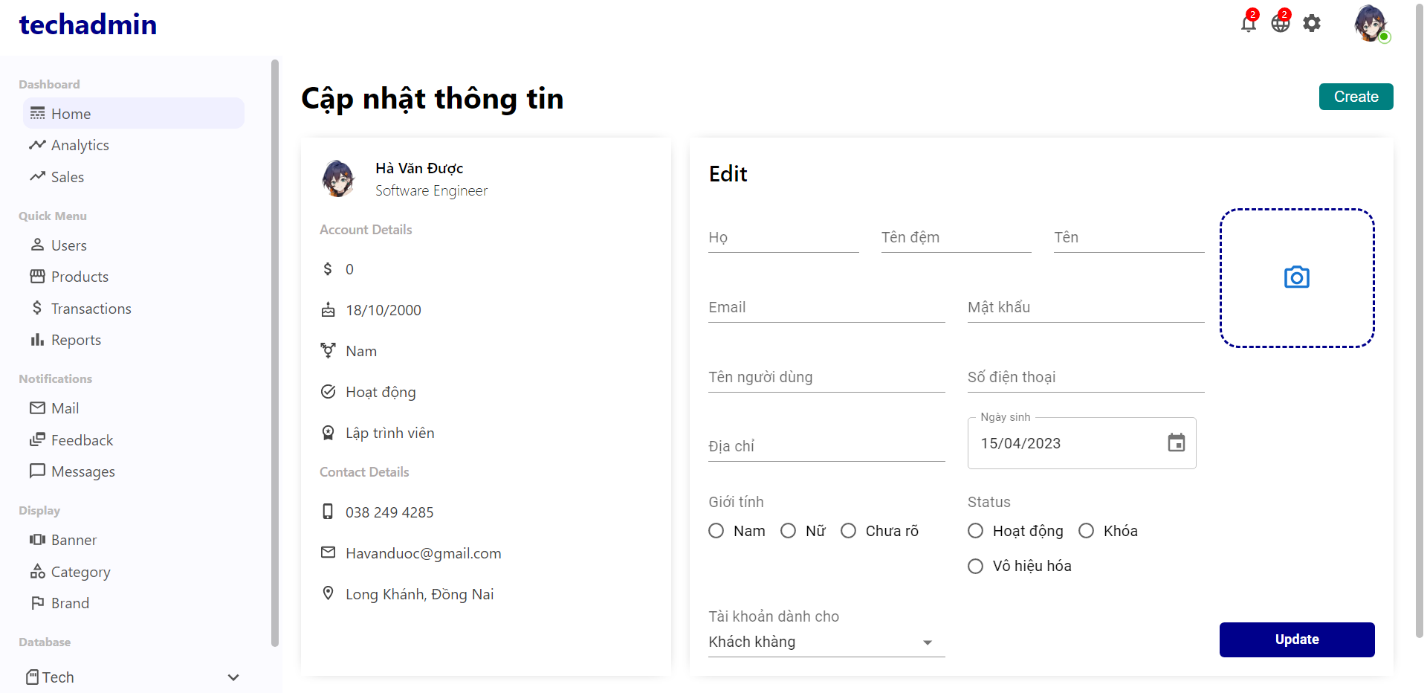 techadmin
2
2
Dashboard
Home
Analytics
Sales
Quick Menu
Users
Products
Transactions
Reports
Notifications
Mail
Feedback
Messages
Display
Banner
Category
Brand
Database
Tech
Cập nhật thông tin
Create
Hà Văn Được
Software Engineer
Account Details
0
18/10/2000
Nam
Hoạt động
Lập trình viên
Contact Details
038 249 4285
Havanduoc@gmail.com
Long Khánh, Đồng Nai
Edit
Họ Tên đệm Tên
Email Mật khẩu
Tên người dùng Số điện thoại
Ngày sinh
Địa chỉ 15/04/2023
Giới tính Status
Nam Nữ Chưa rõ Hoạt động Khóa
Vô hiệu hóa
Tài khoản dành cho
Khách khàng
Update